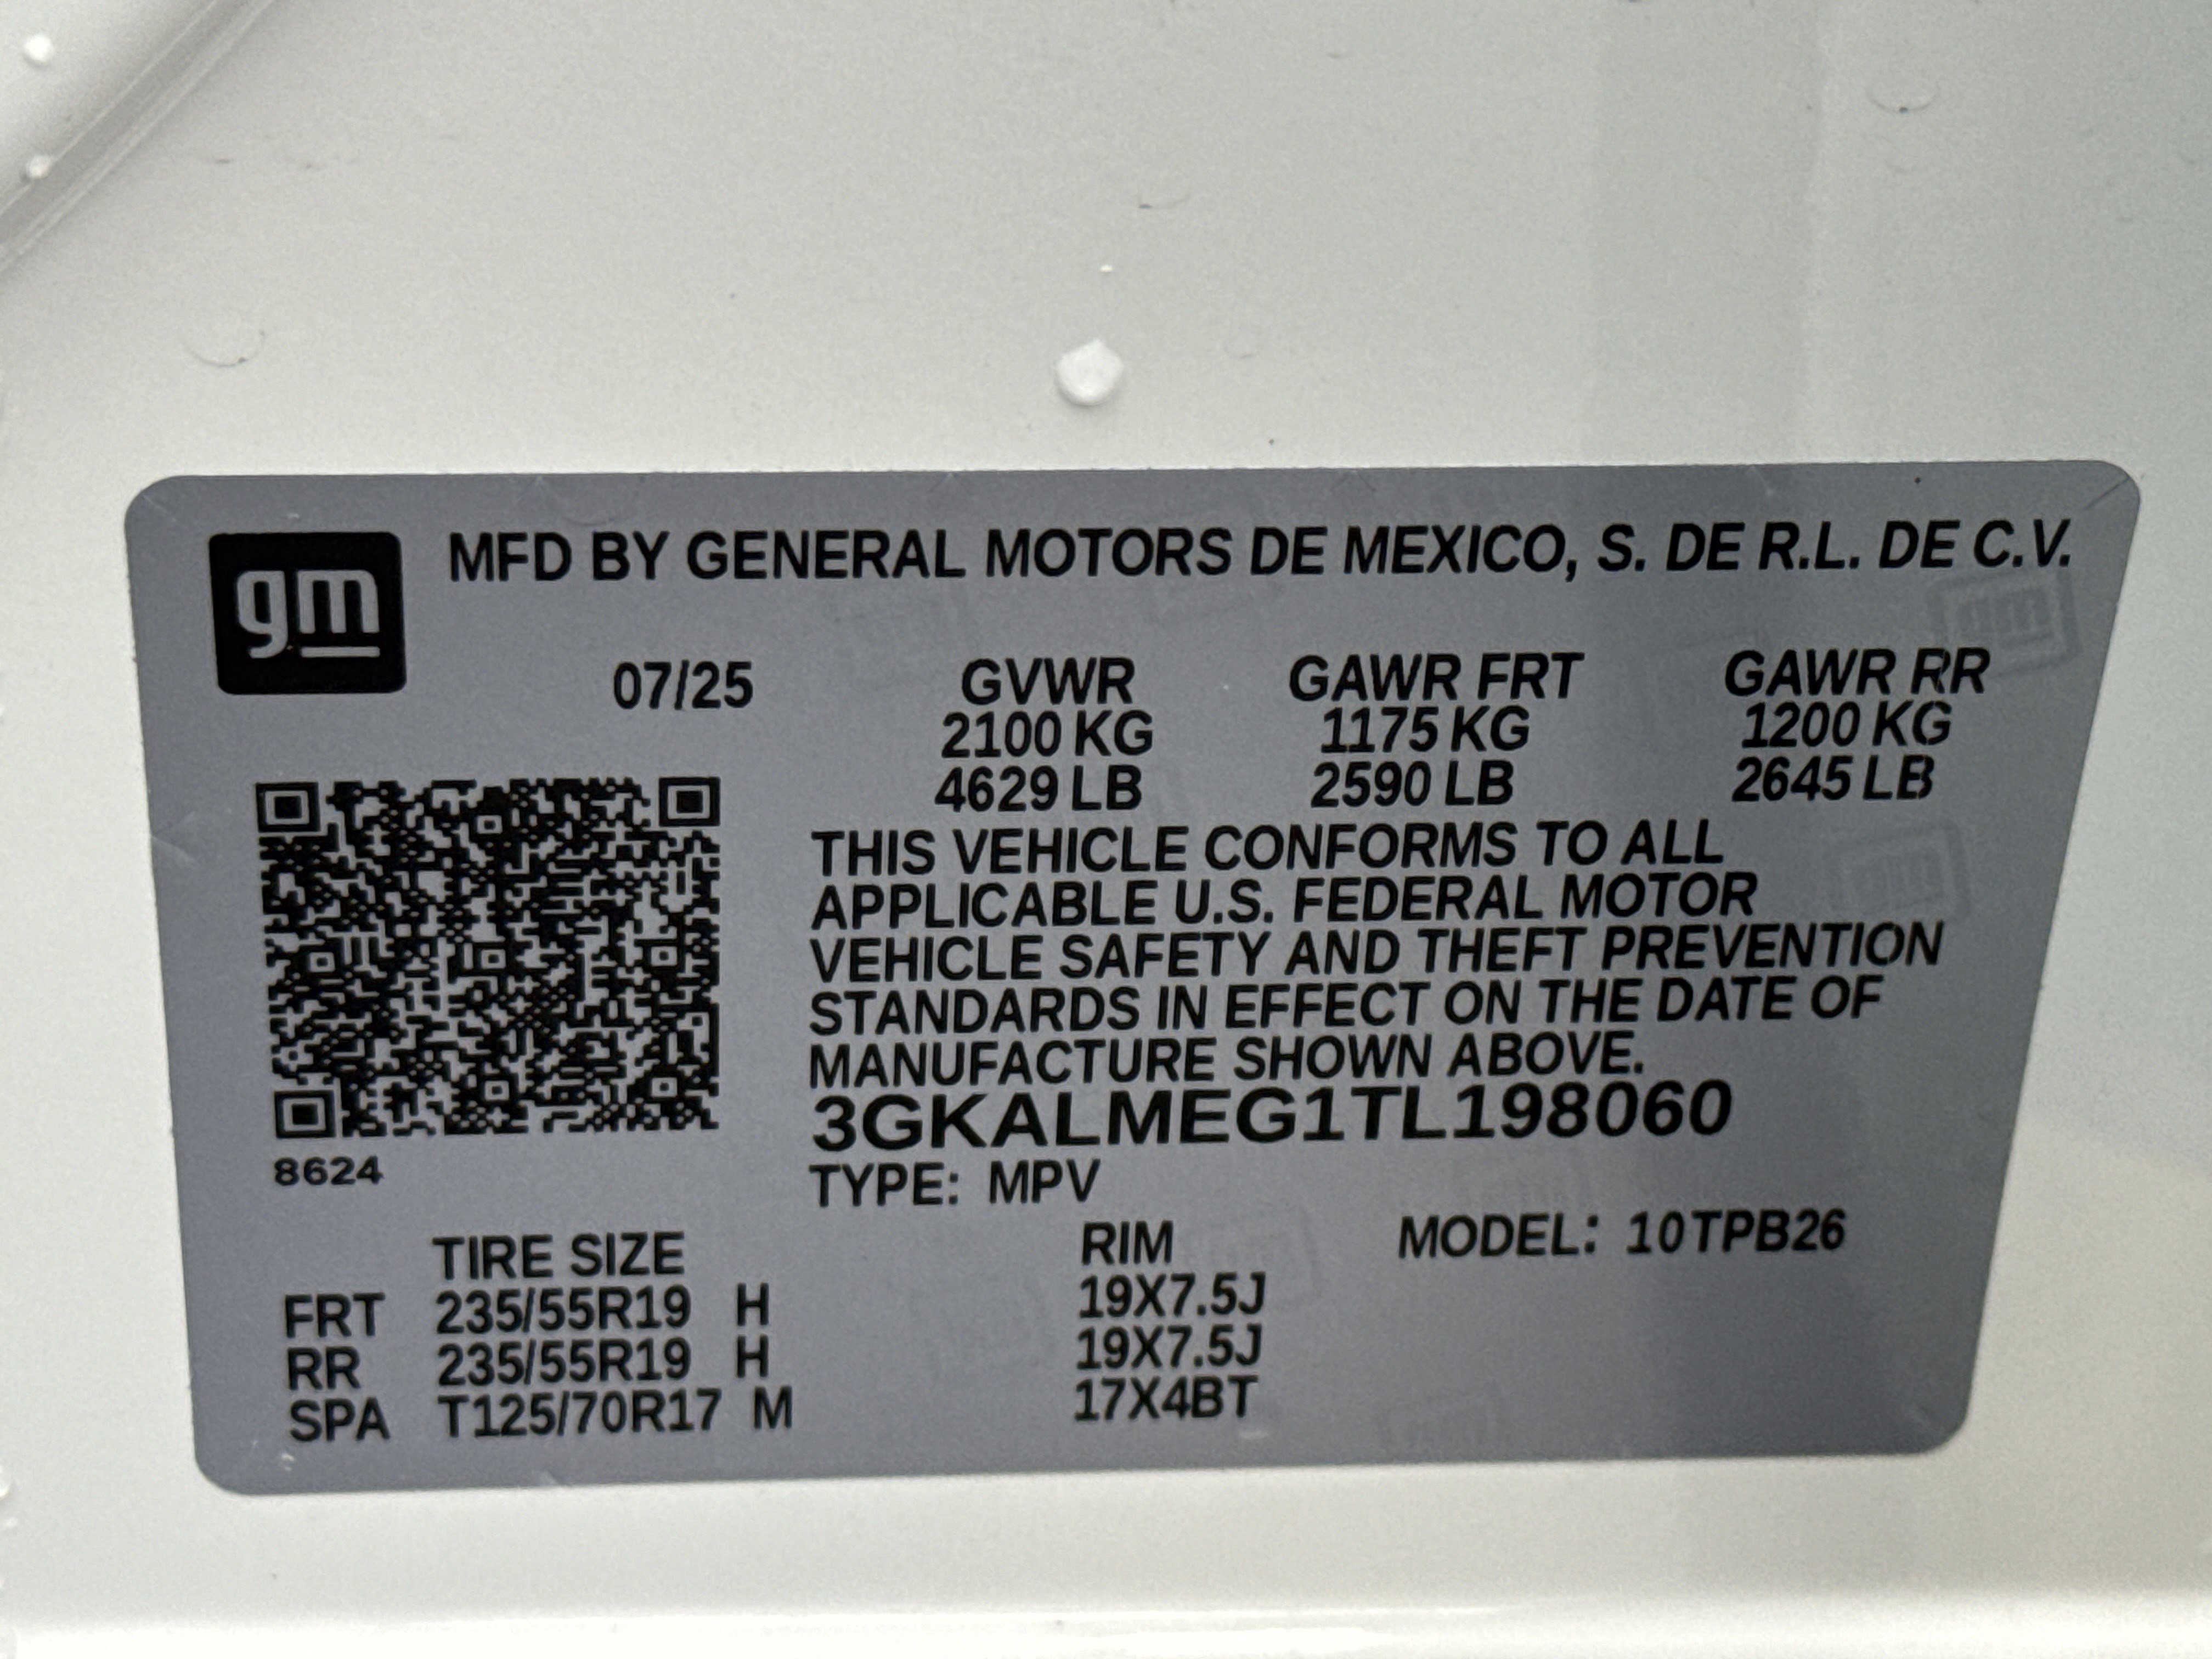 gm
MFD BY GENERAL MOTORS DE MEXICO, S. DE R.L. DE C.V.
07/25 GVWR GAWR FRT GAWR RR
2100 KG 1175 KG 1200 KG
4629 LB 2590 LB 2645 LB
THIS VEHICLE CONFORMS TO ALL
APPLICABLE U.S. FEDERAL MOTOR
VEHICLE SAFETY AND THEFT PREVENTION
STANDARDS IN EFFECT ON THE DATE OF
MANUFACTURE SHOWN ABOVE.
3GKALMEG1TL198060
8624
TYPE: MPV
TIRE SIZE RIM MODEL: 10TPB26
FRT 235/55R19 H 19X7.5J
RR 235/55R19 H 19X7.5J
SPA T125/70R17 M 17X4BT